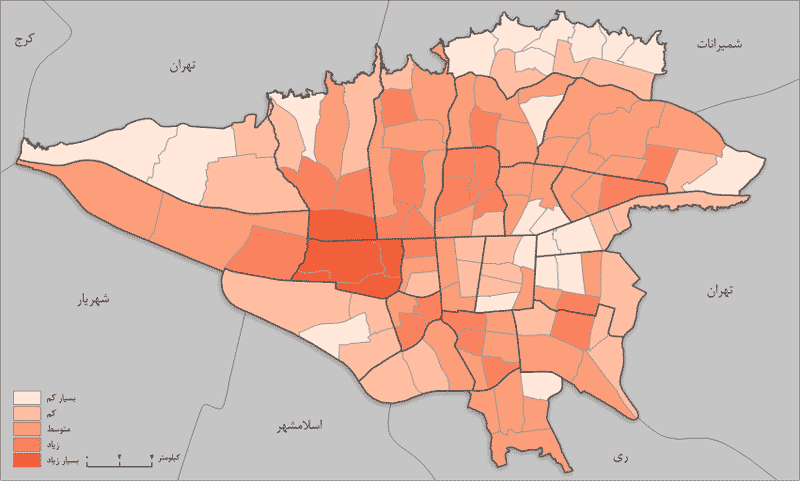 شمیرانات
کرج
تهران
تهران
شهریار
اسلامشهر
ری
بسیار کم
کم
متوسط
زیاد
بسیار زیاد
۰ ۲ ۴ کیلومتر